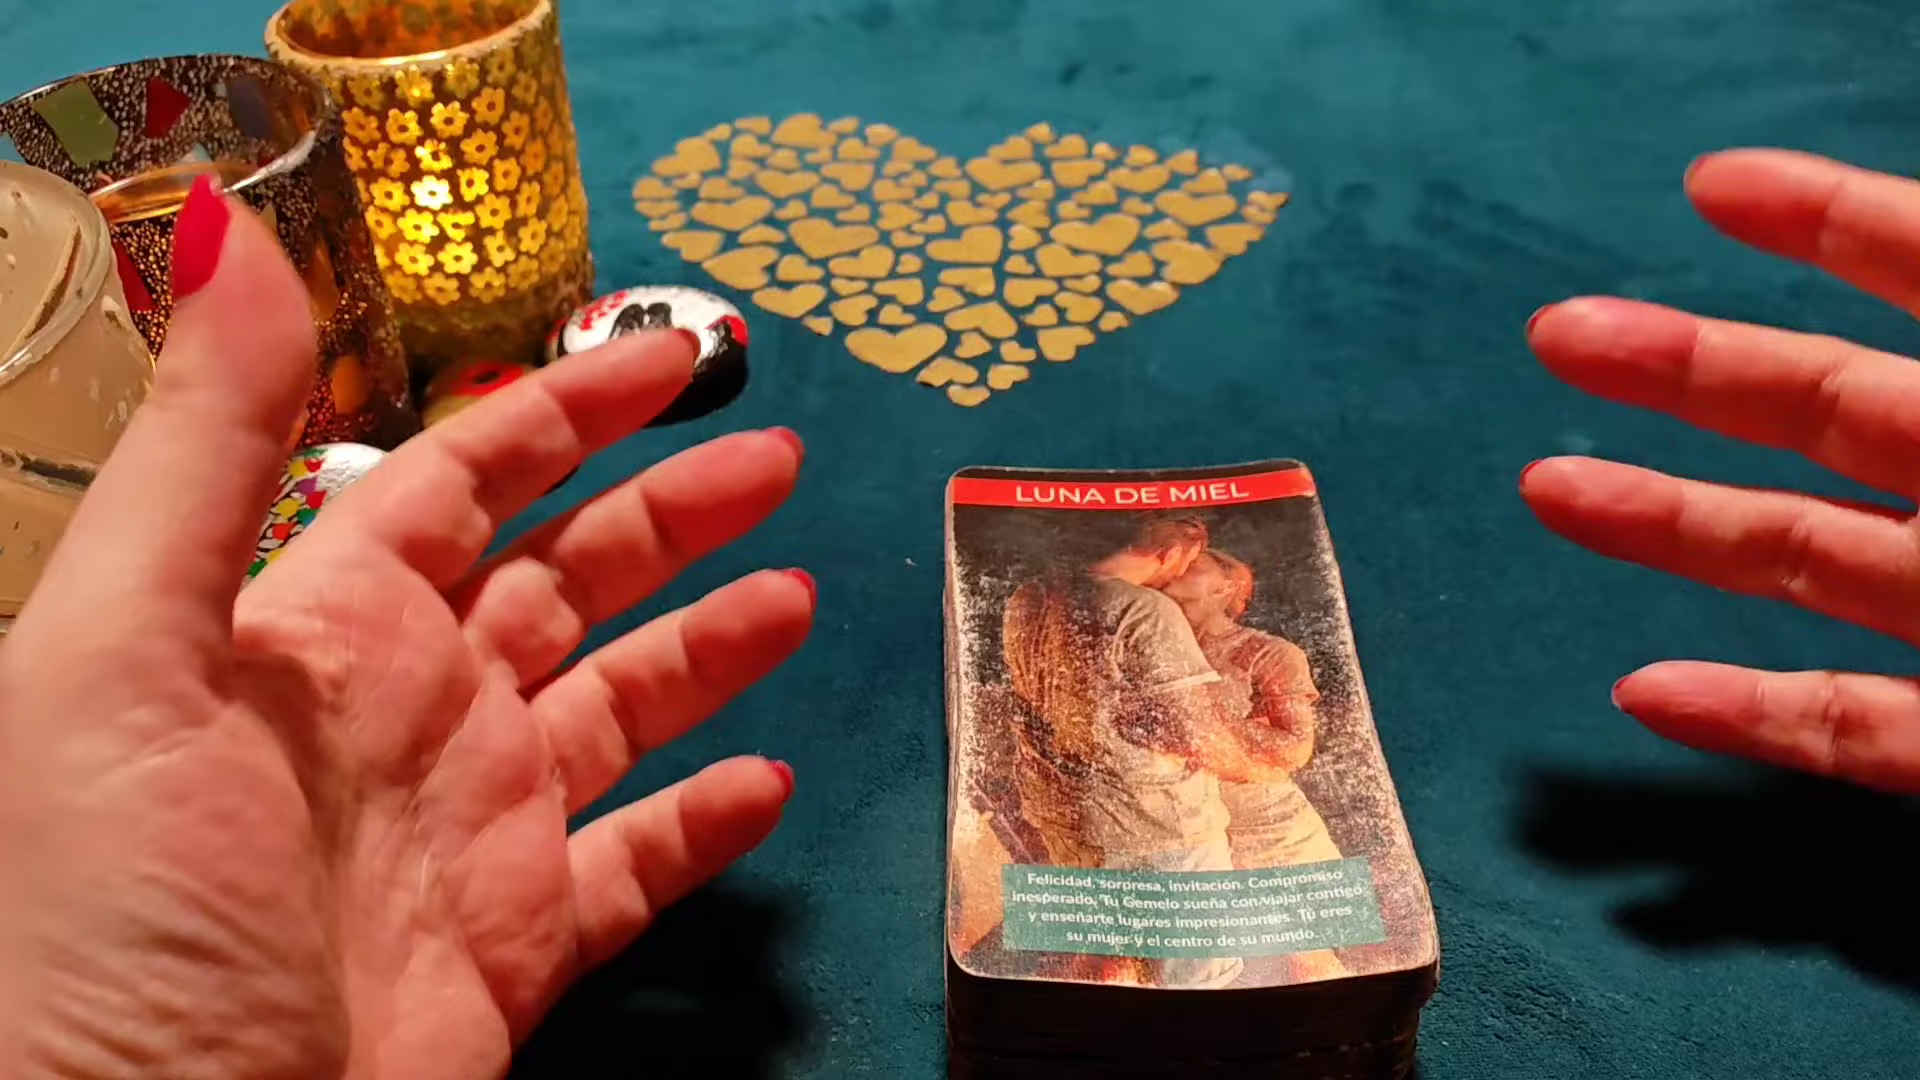 LUNA DE MIEL
Felicidad, sorpresa, invitación. Compromiso
inesperado. Tu Gemelo sueña con viajar contigo
y enseñarte lugares impresionantes. Tú eres
su mujer y el centro de su mundo.